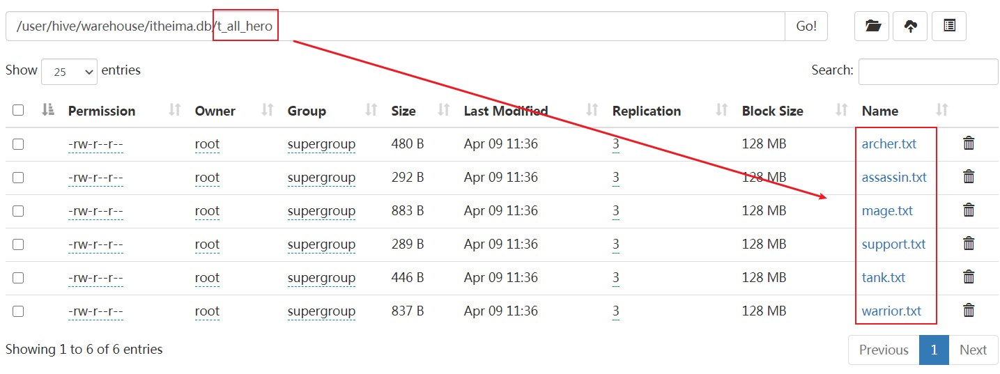 /user/hive/warehouse/itheima.db/t_all_hero Go!
Show 25 entries Search:
Permission Owner Group Size Last Modified Replication Block Size Name
-rw-r--r-- root supergroup 480 B Apr 09 11:36 3 128 MB archer.txt
-rw-r--r-- root supergroup 292 B Apr 09 11:36 3 128 MB assassin.txt
-rw-r--r-- root supergroup 883 B Apr 09 11:36 3 128 MB mage.txt
-rw-r--r-- root supergroup 289 B Apr 09 11:36 3 128 MB support.txt
-rw-r--r-- root supergroup 446 B Apr 09 11:36 3 128 MB tank.txt
-rw-r--r-- root supergroup 837 B Apr 09 11:36 3 128 MB warrior.txt
Showing 1 to 6 of 6 entries Previous 1 Next